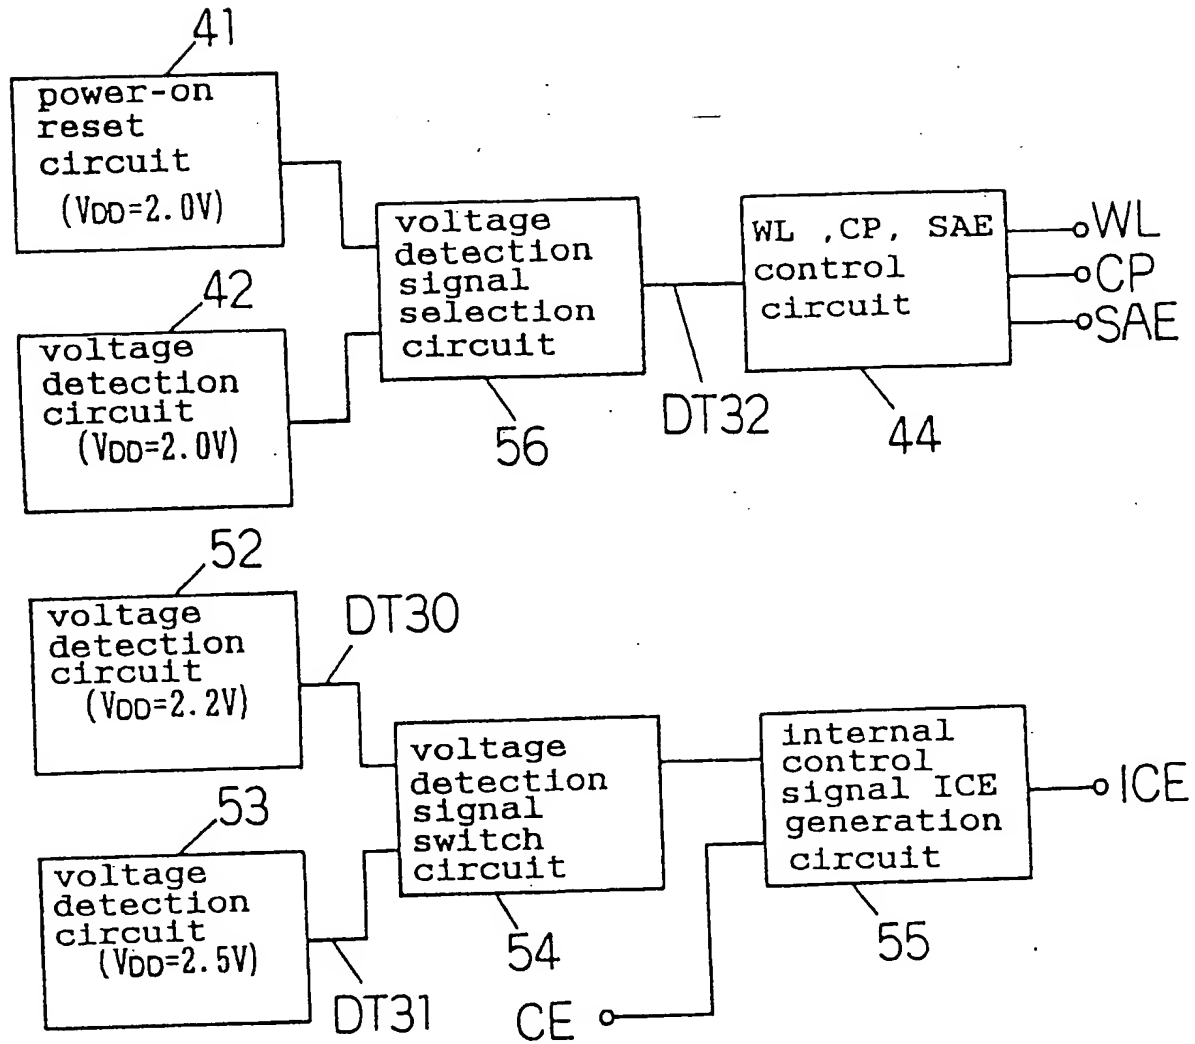 41
power-on
reset
circuit
(VDD=2.0V)
42
voltage
detection
circuit
(VDD=2.0V)
voltage
detection
signal
selection
circuit
56
DT32
WL ,CP, SAE
control
circuit
44
WL
CP
SAE
52
voltage
detection
circuit
(VDD=2.2V)
DT30
53
voltage
detection
circuit
(VDD=2.5V)
DT31
voltage
detection
signal
switch
circuit
54
CE
internal
control
signal ICE
generation
circuit
55
ICE